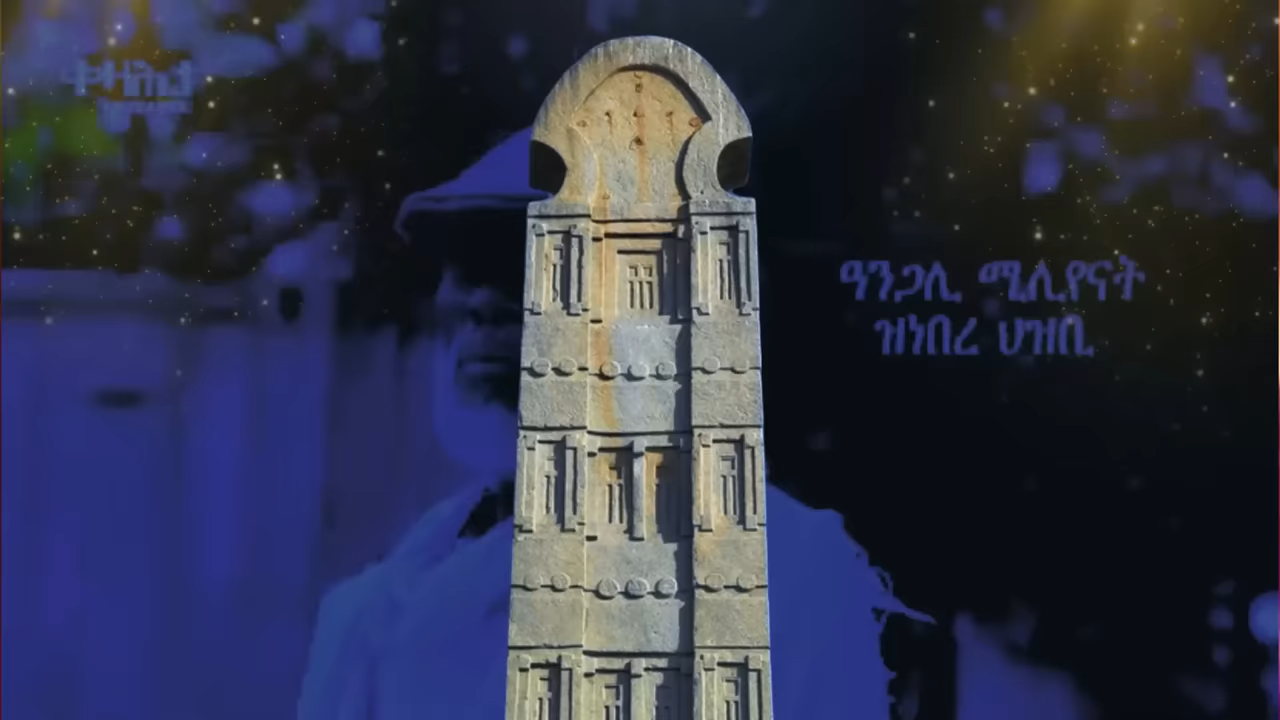 ዓንጋሊ ሚሊየናት
ዝነበረ ህዝቢ